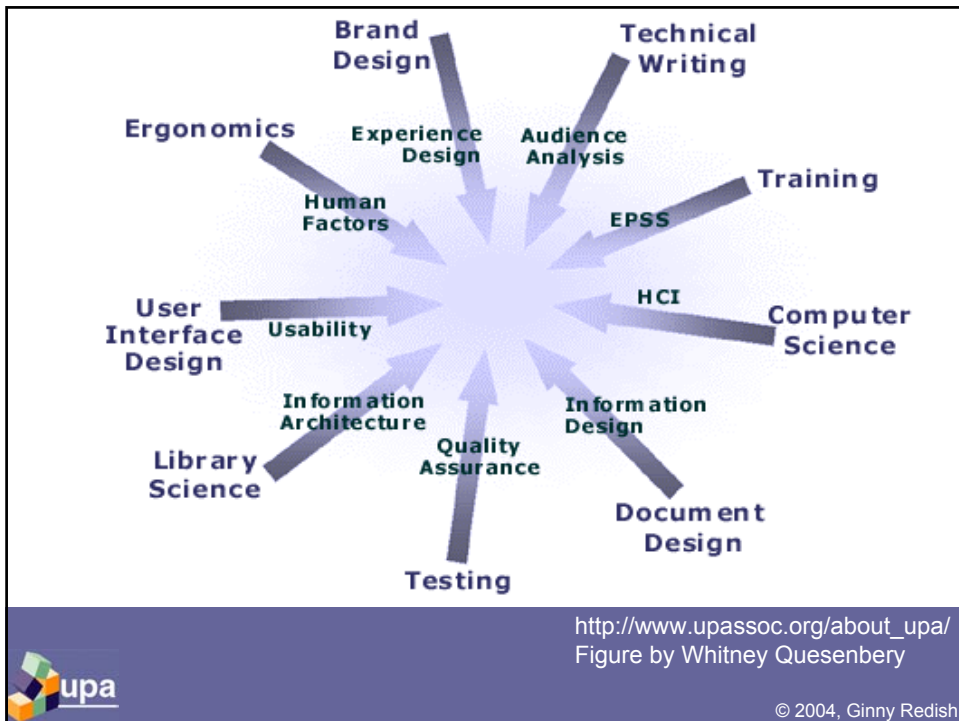 Brand
Design
Technical
Writing
Ergonomics
Experience
Design
Audience
Analysis
Training
Human
Factors
EPSS
User
Interface
Design
Usability
HCI
Computer
Science
Information
Architecture
Information
Design
Library
Science
Quality
Assurance
Document
Design
Testing
http://www.upassoc.org/about_upa/
Figure by Whitney Quesenbery
upa
© 2004, Ginny Redish